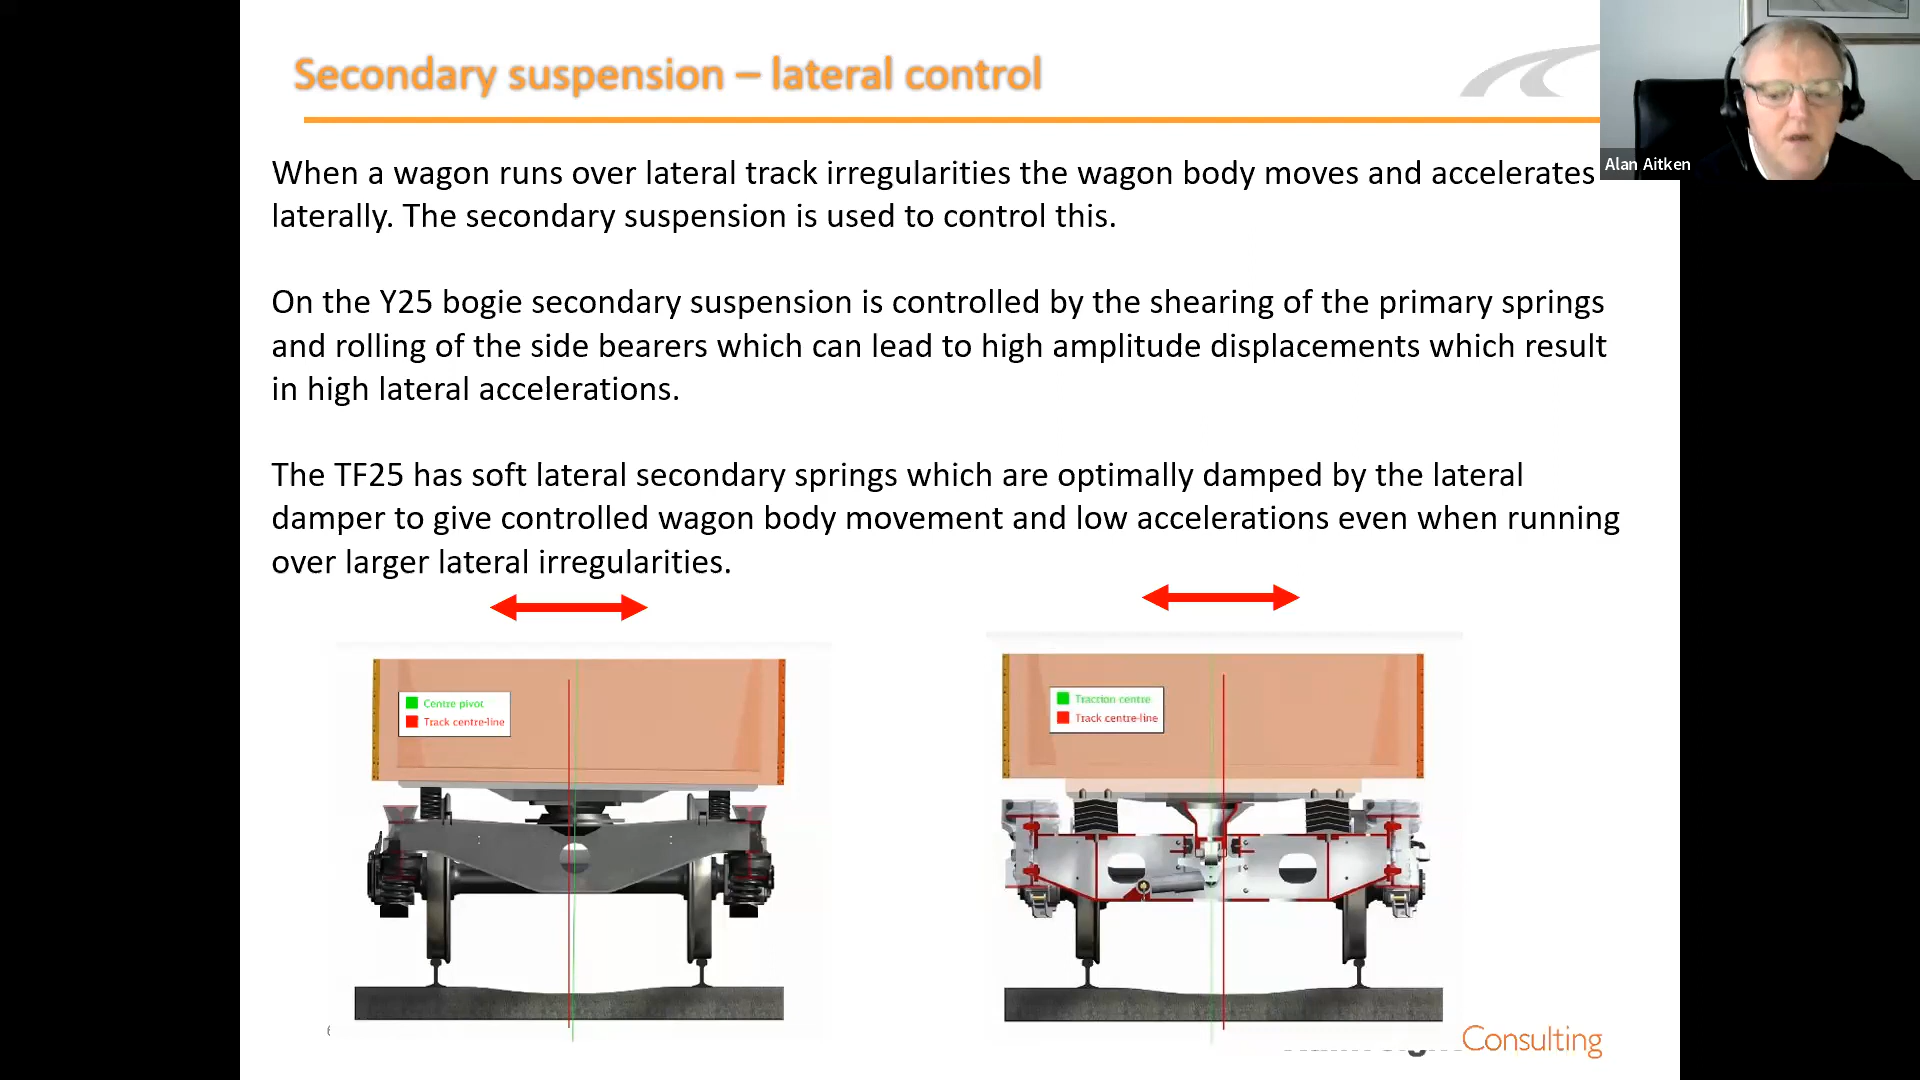 Secondary suspension – lateral control
Alan Aitken
When a wagon runs over lateral track irregularities the wagon body moves and accelerates
laterally. The secondary suspension is used to control this.
On the Y25 bogie secondary suspension is controlled by the shearing of the primary springs
and rolling of the side bearers which can lead to high amplitude displacements which result
in high lateral accelerations.
The TF25 has soft lateral secondary springs which are optimally damped by the lateral
damper to give controlled wagon body movement and low accelerations even when running
over larger lateral irregularities.
Centre pivot
Track centre-line
Traction centre
Track centre-line
Consulting